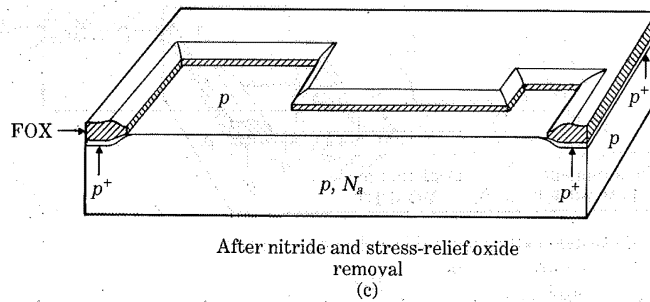 p
p+
FOX
p
p+
p+
p, Na
After nitride and stress-relief oxide
removal
(c)